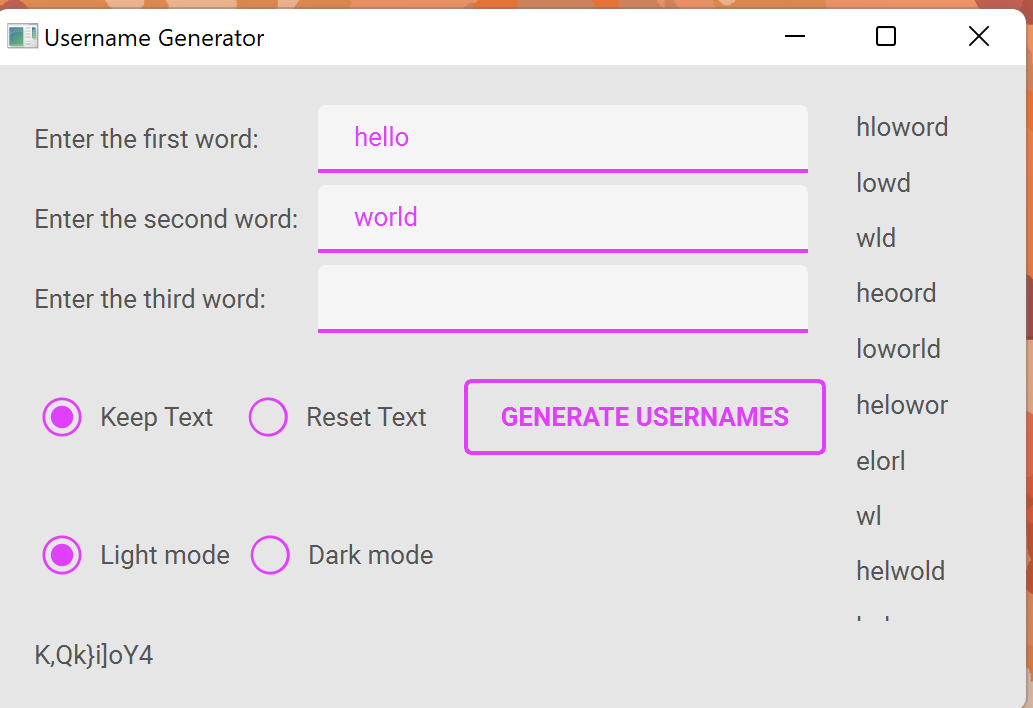 Username Generator
Enter the first word:
hello
Enter the second word:
world
Enter the third word:
Keep Text
Reset Text
GENERATE USERNAMES
Light mode
Dark mode
K,Qk}i]oY4
hloword
lowd
wld
heoord
loworld
helowor
elorl
wl
helwold